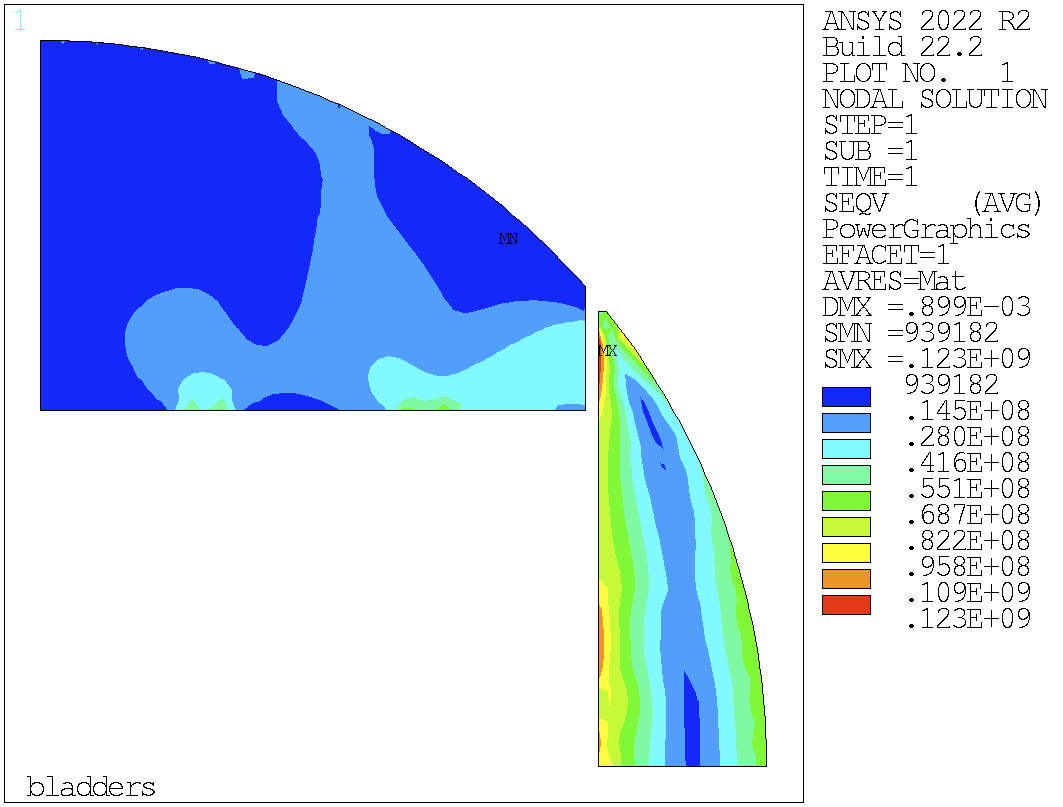 1
ANSYS 2022 R2
Build 22.2
PLOT NO.   1
NODAL SOLUTION
STEP=1
SUB =1
TIME=1
SEQV     (AVG)
PowerGraphics
EFACET=1
AVRES=Mat
DMX =.899E-03
SMN =939182
SMX =.123E+09
939182
.145E+08
.280E+08
.416E+08
.551E+08
.687E+08
.822E+08
.958E+08
.109E+09
.123E+09
MN
MX
bladders